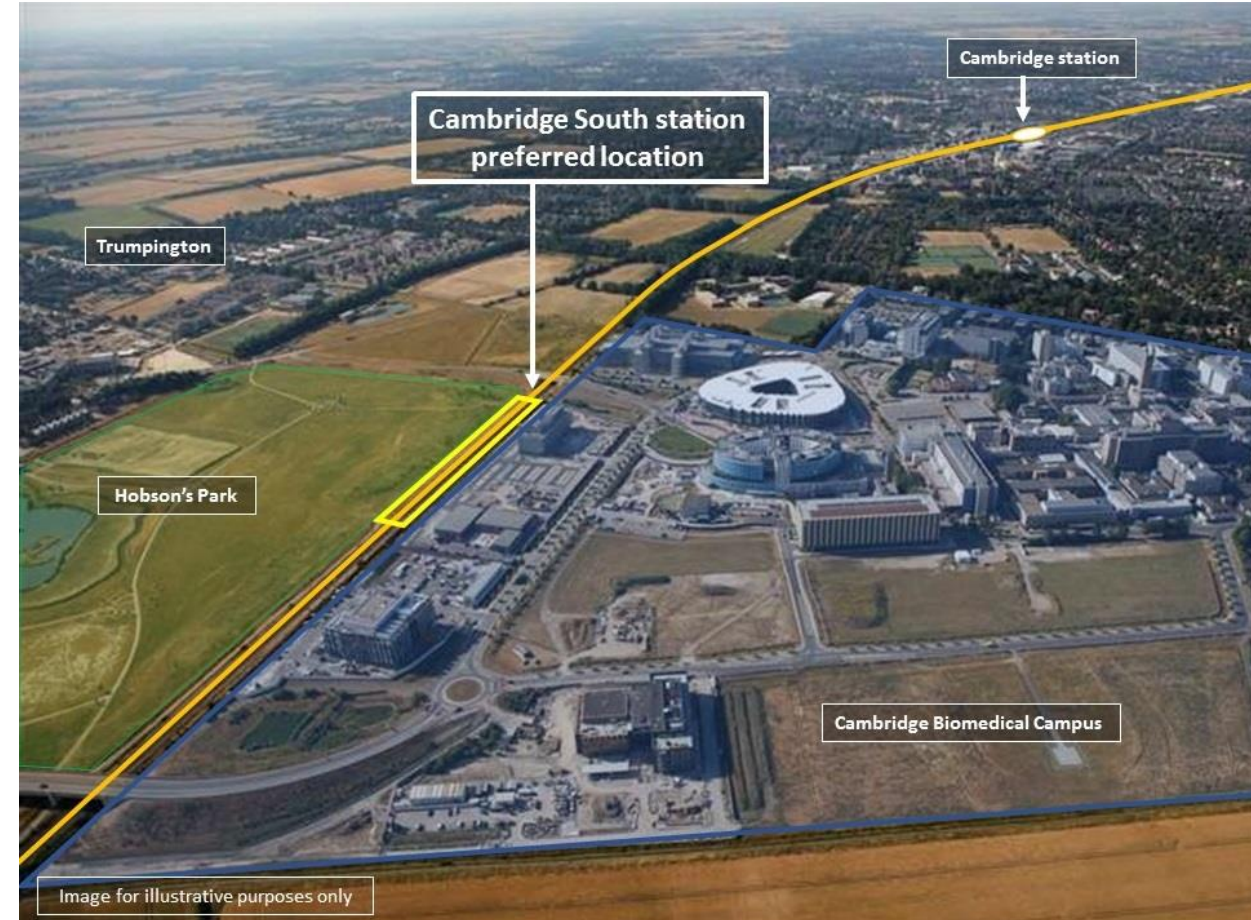 Cambridge station
Cambridge South station
preferred location
Trumpington
Hobson's Park
Cambridge Biomedical Campus
Image for illustrative purposes only